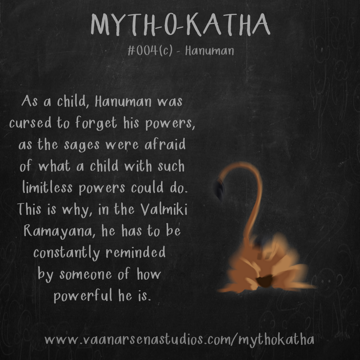 MYTH-O-KATHA
#004(c) - Hanuman
As a child, Hanuman was
cursed to forget his powers,
as the sages were afraid
of what a child with such
limitless powers could do.
This is why, in the Valmiki
Ramayana, he has to be
constantly reminded
by someone of how
powerful he is.
www.vaanarsenastudios.com/mythokatha